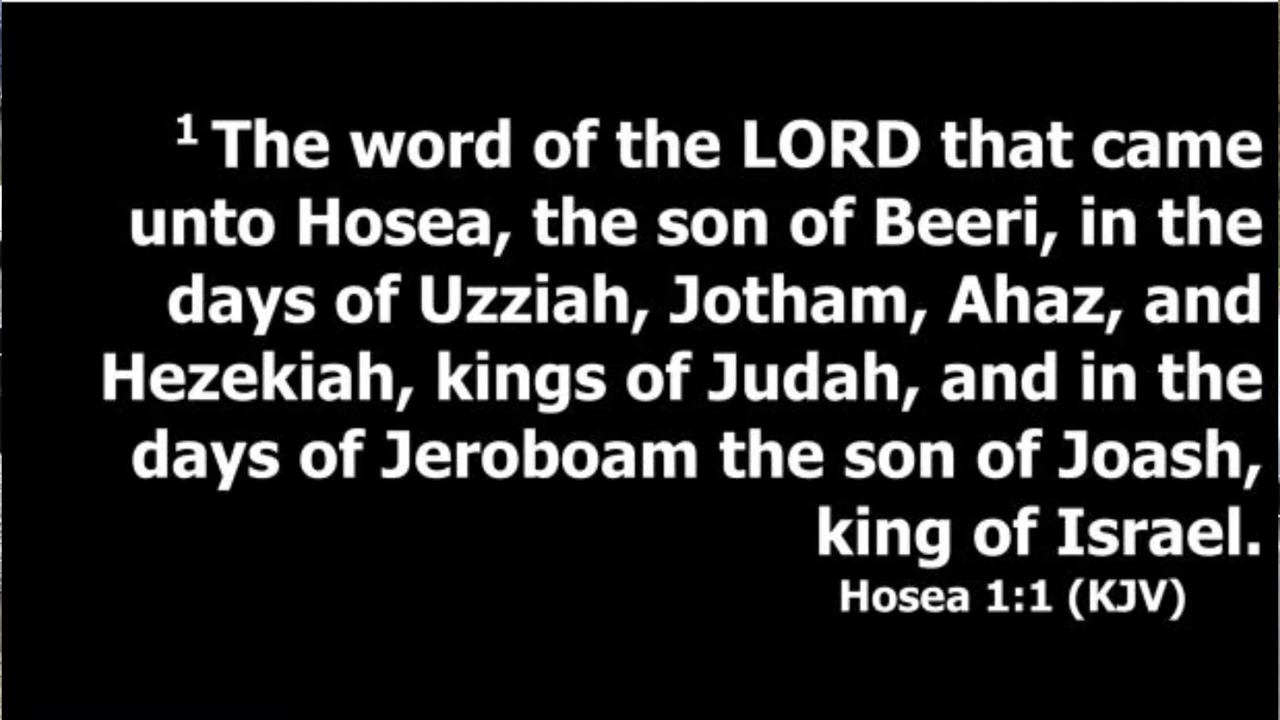 1 The word of the LORD that came
unto Hosea, the son of Beeri, in the
days of Uzziah, Jotham, Ahaz, and
Hezekiah, kings of Judah, and in the
days of Jeroboam the son of Joash,
king of Israel.
Hosea 1:1 (KJV)